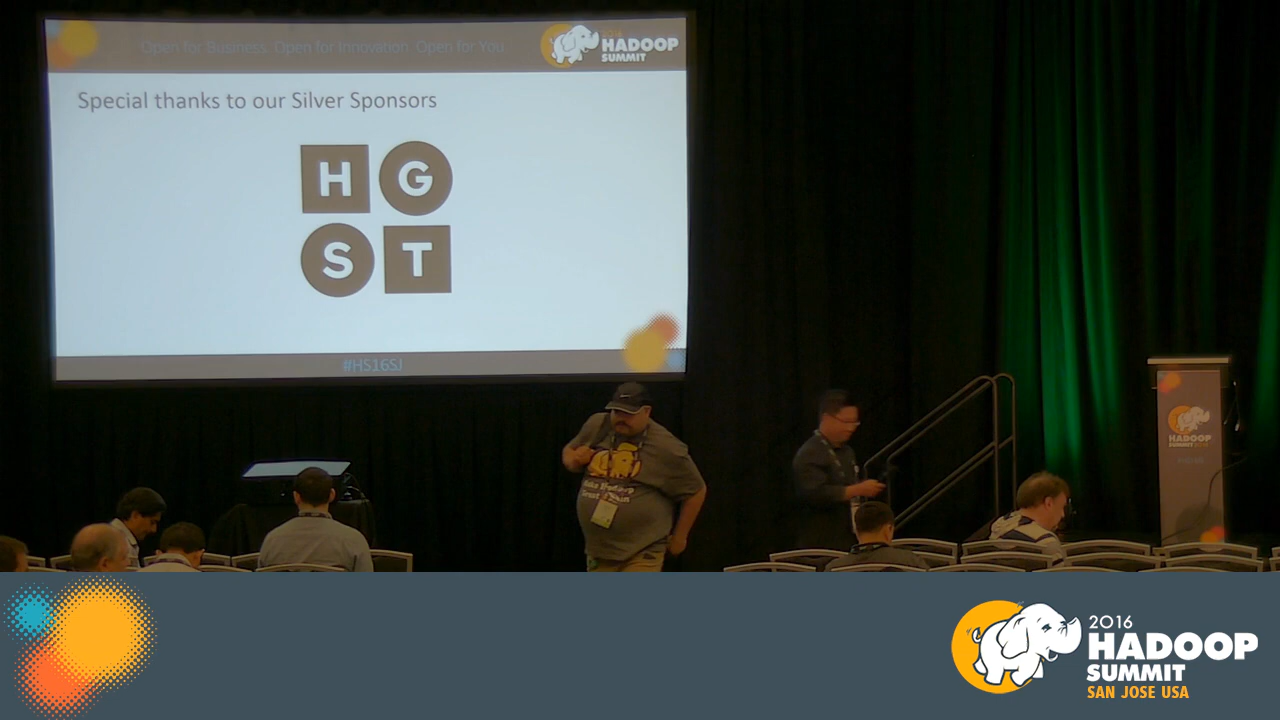 Open for Business. Open for Innovation. Open for You
2016
HADOOP
SUMMIT
Special thanks to our Silver Sponsors
H G
S T
#HS16SJ
HADOOP
SUMMIT
2016
HADOOP
SUMMIT
SAN JOSE USA